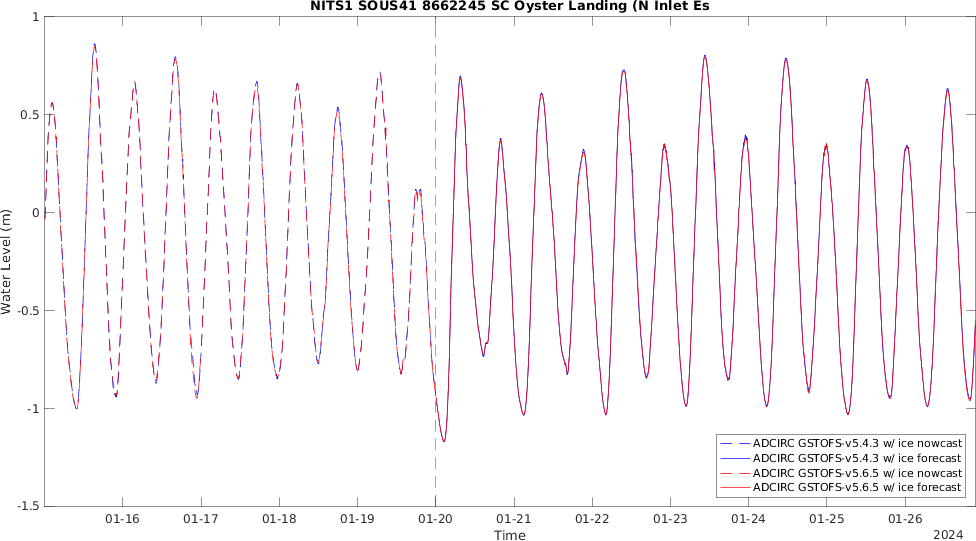 NITS1 SOUS41 8662245 SC Oyster Landing (N Inlet Es
1
0.5
0
-0.5
-1
-1.5
Water Level (m)
01-16 01-17 01-18 01-19 01-20 01-21 01-22 01-23 01-24 01-25 01-26
Time
2024
ADCIRC GSTOFS-v5.4.3 w/ ice nowcast
ADCIRC GSTOFS-v5.4.3 w/ ice forecast
ADCIRC GSTOFS-v5.6.5 w/ ice nowcast
ADCIRC GSTOFS-v5.6.5 w/ ice forecast